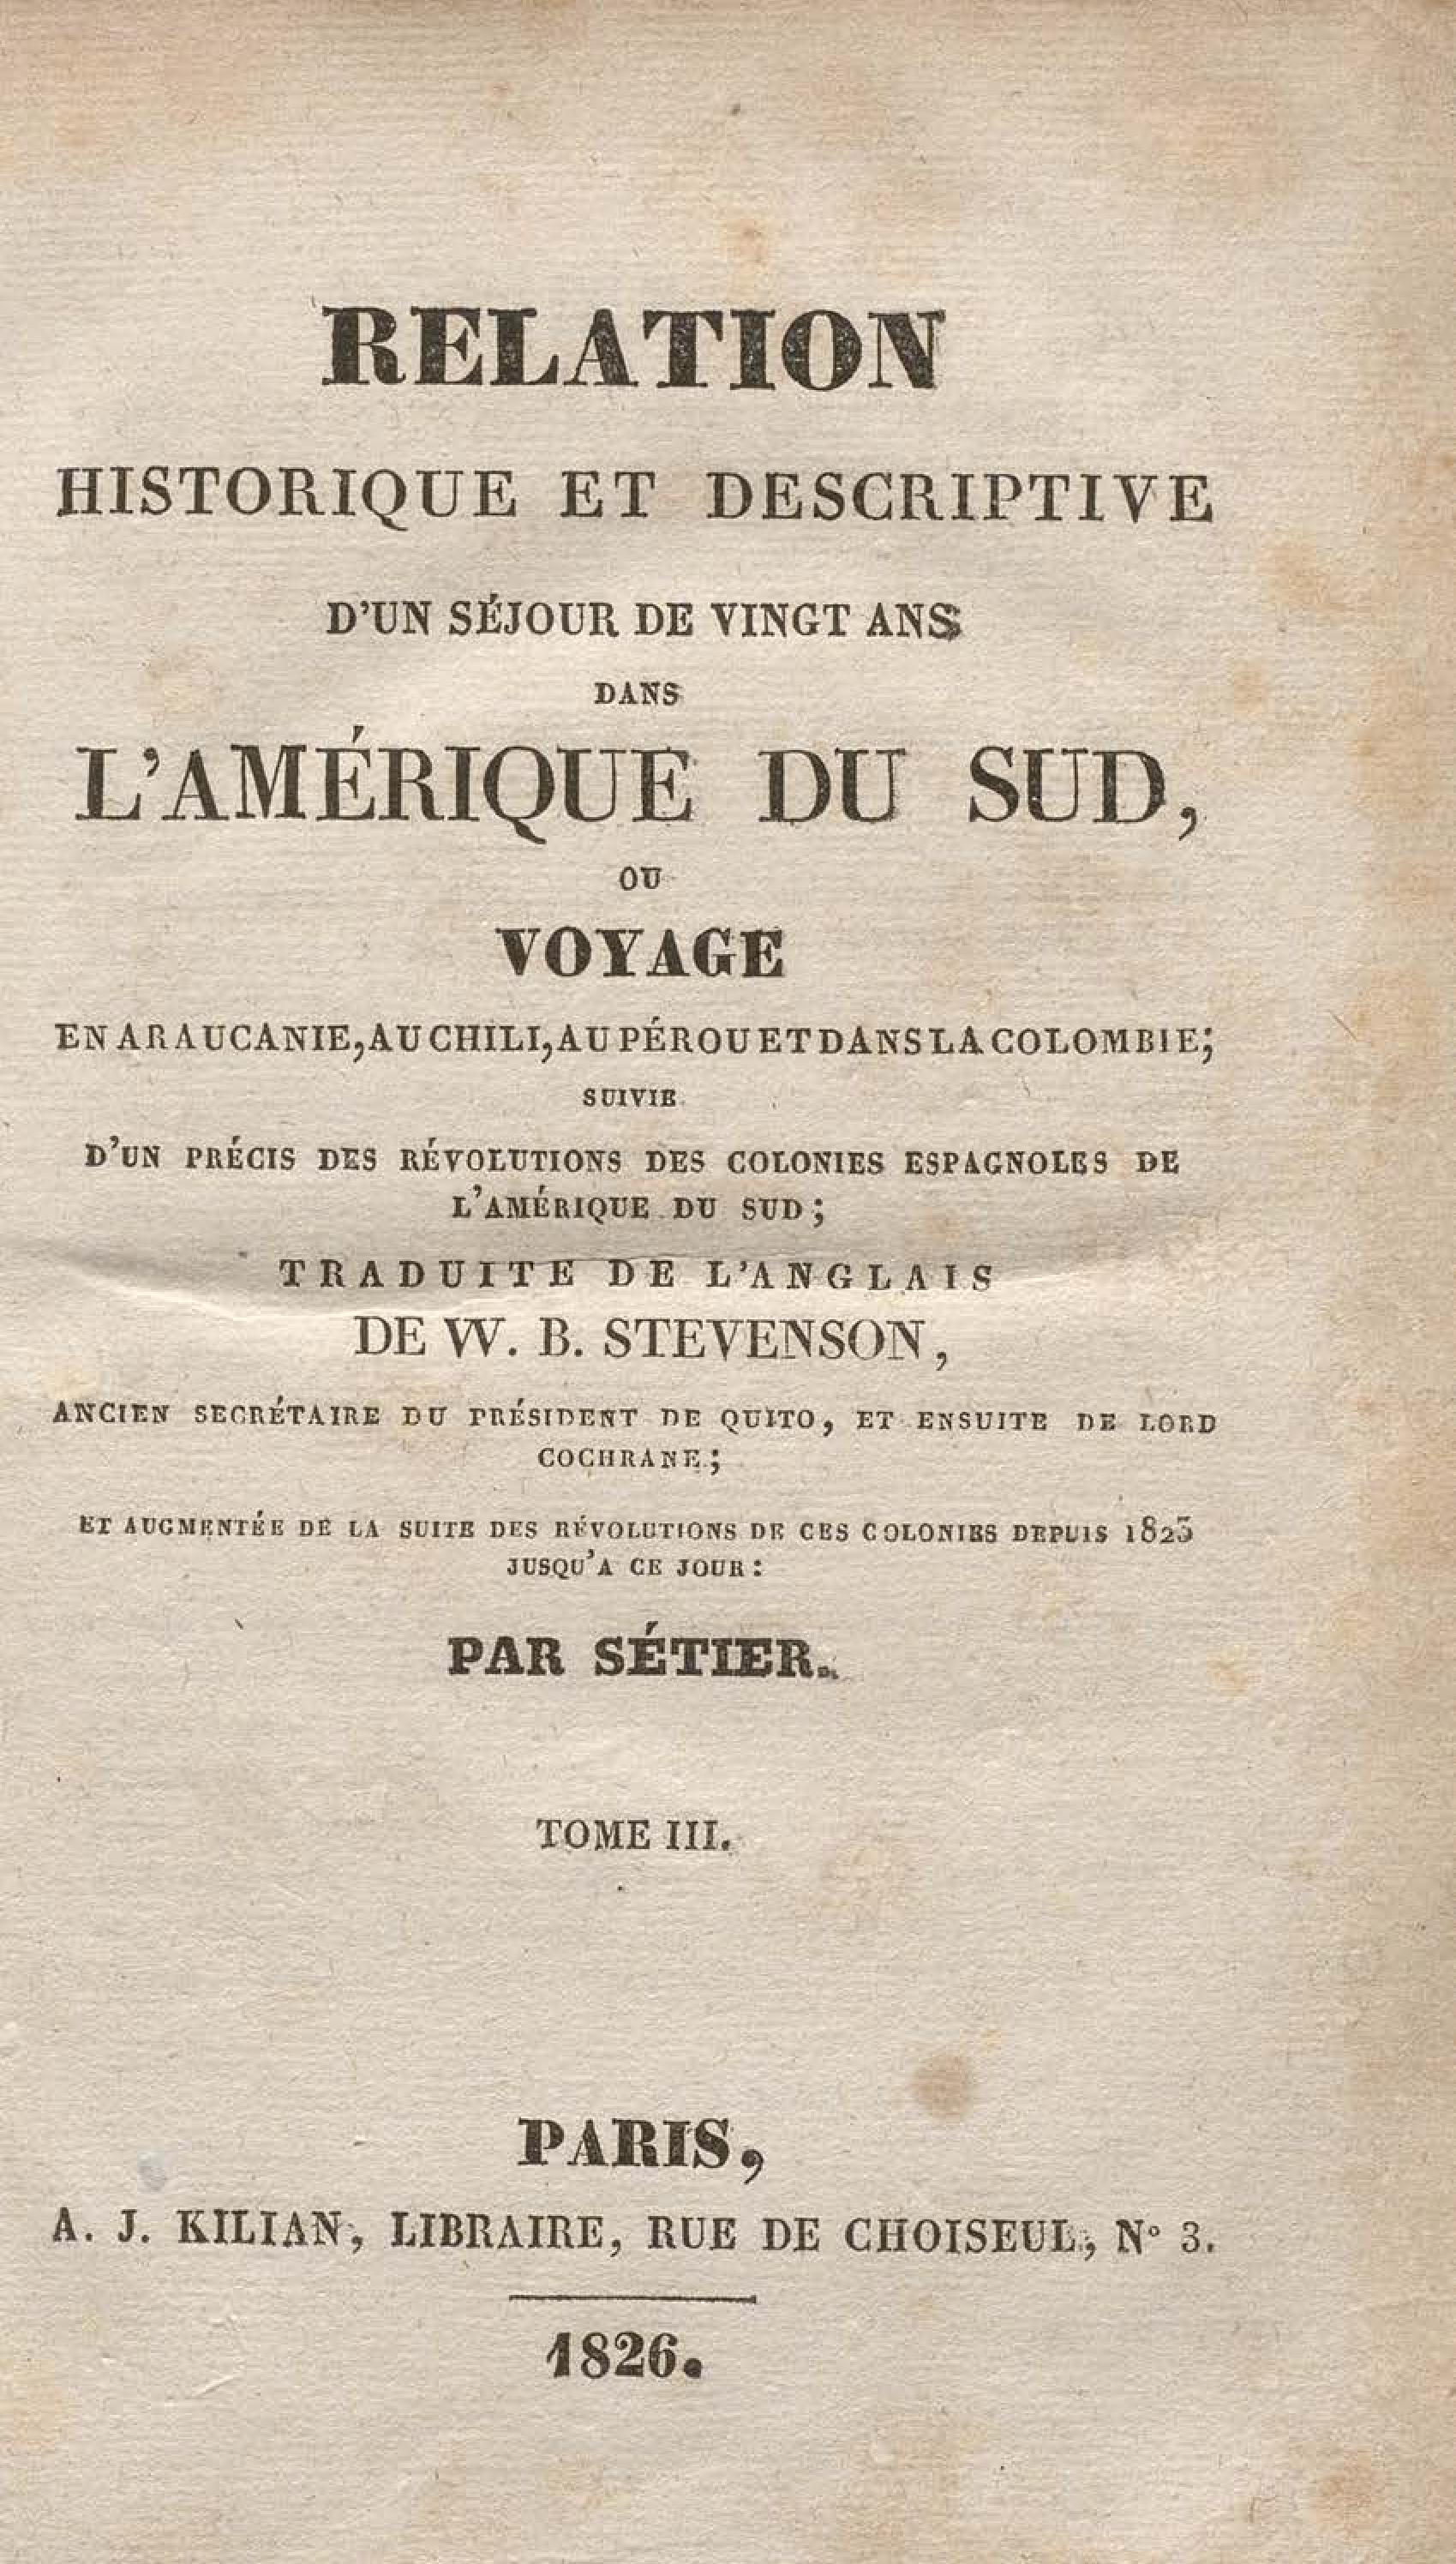 RELATION
HISTORIQUE ET DESCRIPTIVE
D'UN SÉJOUR DE VINGT ANS
DANS
L'AMÉRIQUE DU SUD,
OU
VOYAGE
EN ARAUCANIE, AU CHILI, AU PÉROU ET DANS LA COLOMBIE;
SUIVIE
D'UN PRÉCIS DES RÉVOLUTIONS DES COLONIES ESPAGNOLES DE
L'AMÉRIQUE DU SUD;
TRADUITE DE L'ANGLAIS
DE W. B. STEVENSON,
ANCIEN SECRÉTAIRE DU PRÉSIDENT DE QUITO, ET ENSUITE DE LORD
COCHRANE;
ET AUGMENTÉE DE LA SUITE DES RÉVOLUTIONS DE CES COLONIES DEPUIS 1823
JUSQU'A CE JOUR:
PAR SÉTIER.
TOME III.
PARIS,
A. J. KILIAN, LIBRAIRE, RUE DE CHOISEUL, N° 3.
1826.